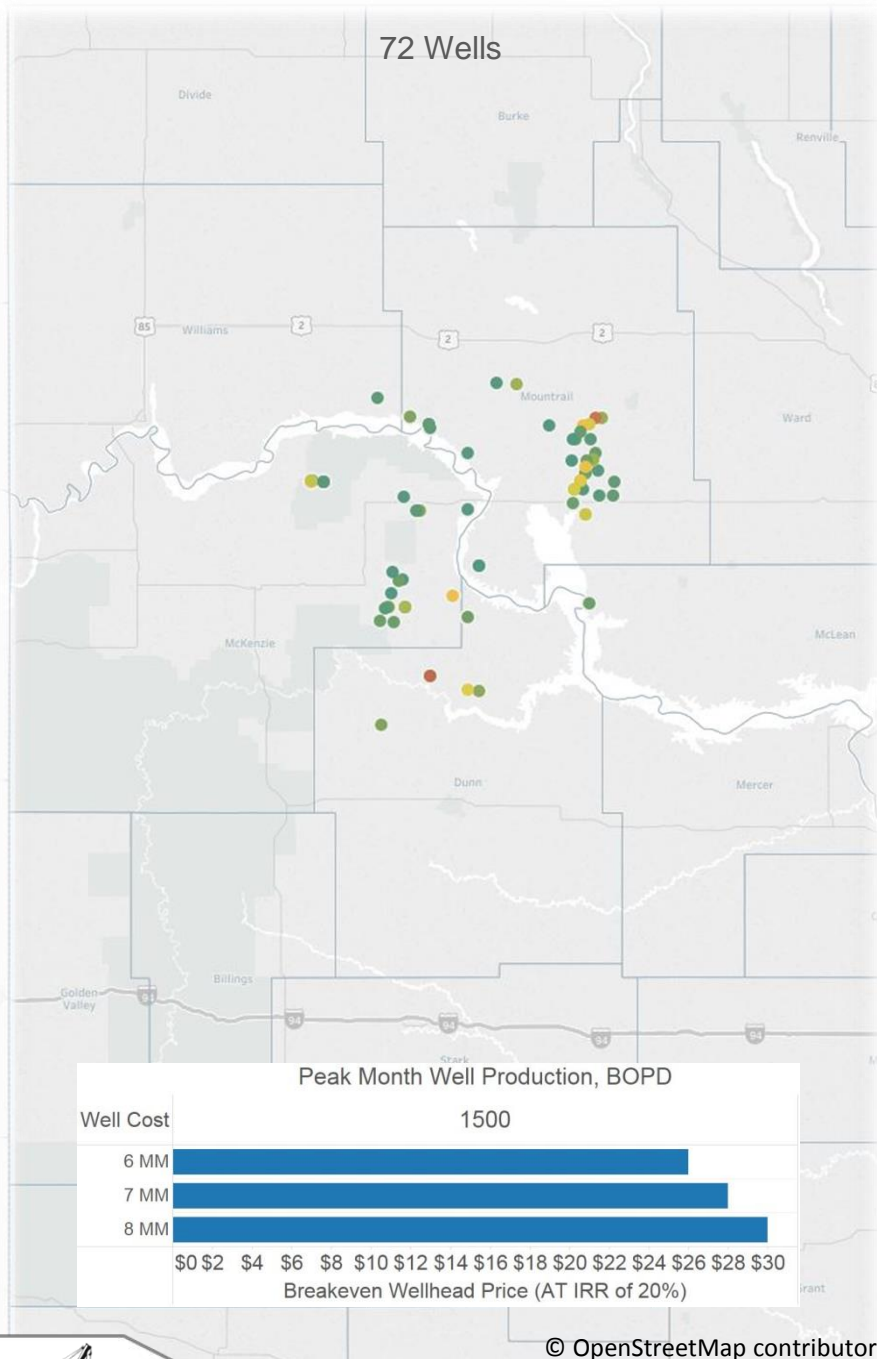 72 Wells
Divide
Burke
Renville
85
Williams
2
2
2
Mountrail
Ward
McKenzie
McLean
Dunn
Mercer
Billings
Golden
Valley
94
94
94
94
94
Stark
Peak Month Well Production, BOPD
Well Cost
1500
6 MM
7 MM
8 MM
$0 $2 $4 $6 $8 $10 $12 $14 $16 $18 $20 $22 $24 $26 $28 $30
Breakeven Wellhead Price (AT IRR of 20%)
© OpenStreetMap contributor